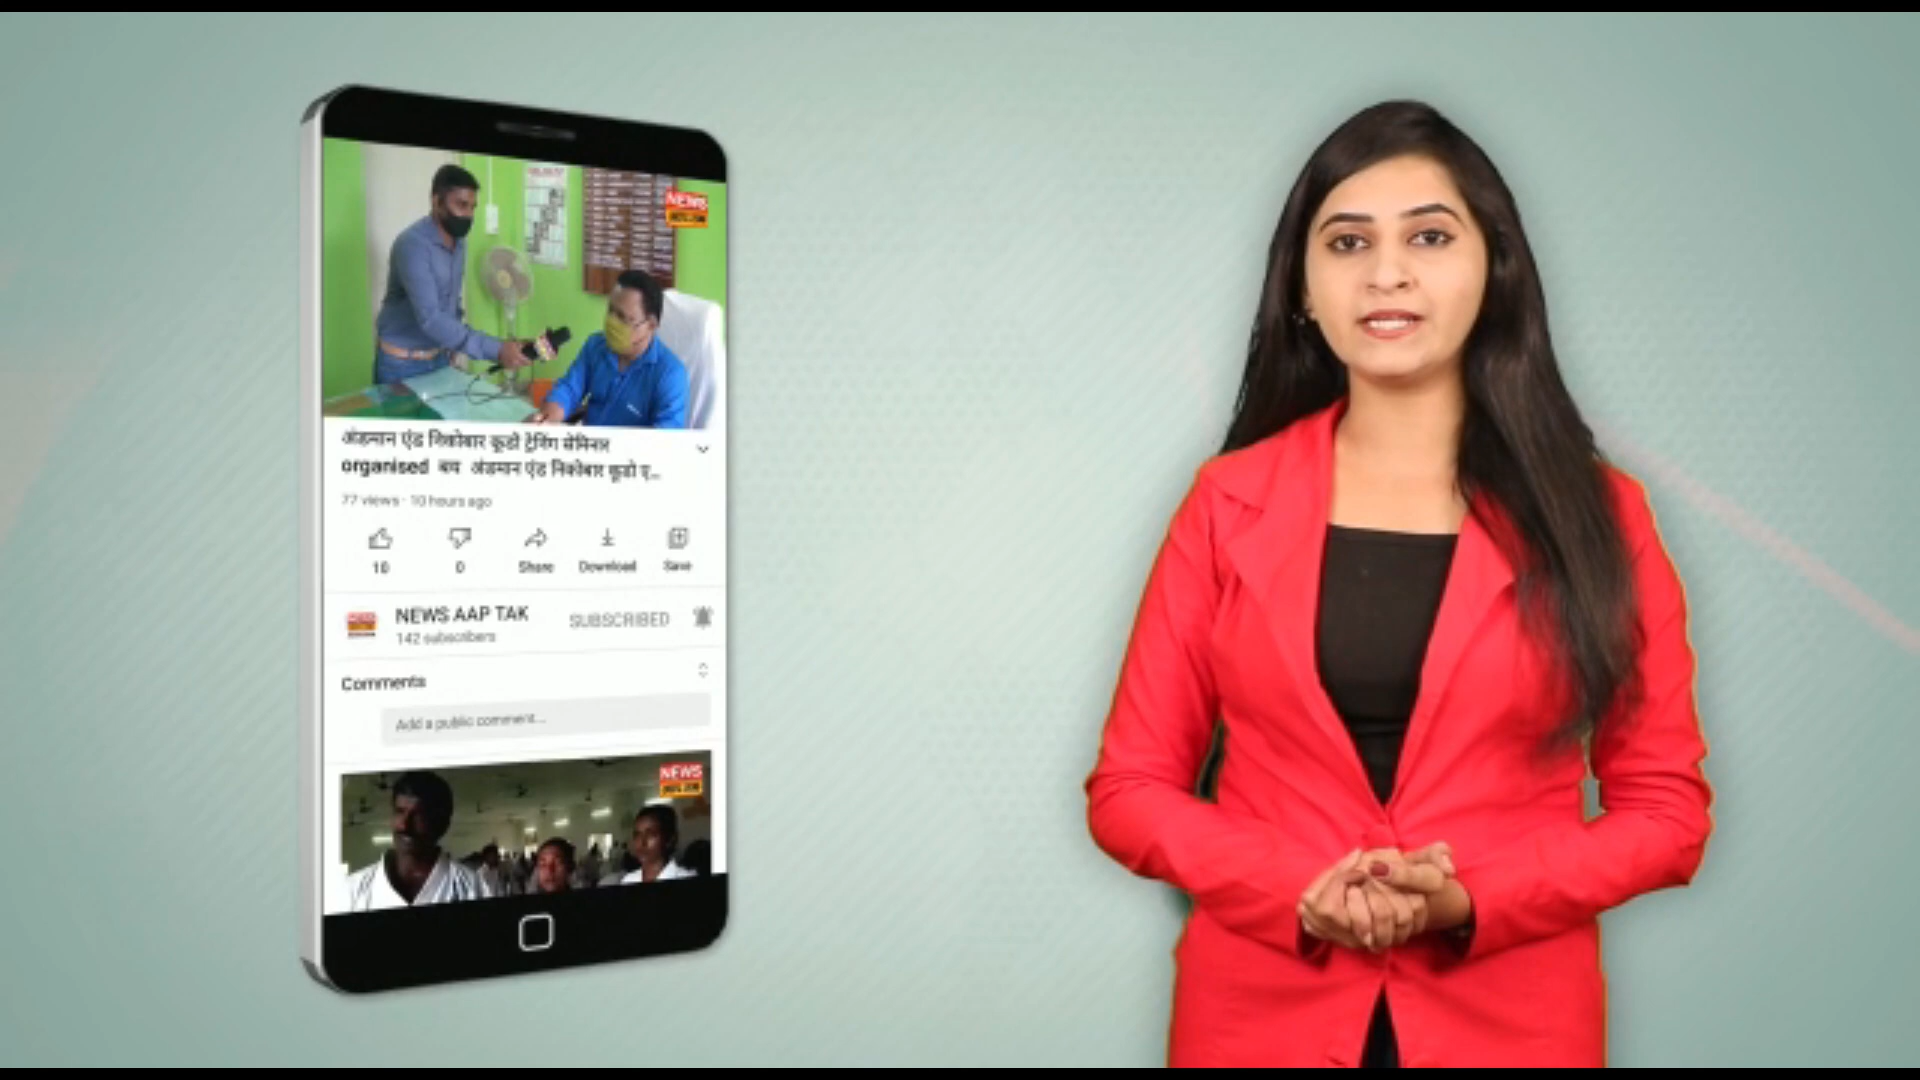 NEWS
अंडमान एंड निकोबार कूडो ट्रेनिंग सेमिनार
organised बय अंडमान एंड निकोबार कूडो ए...
77 views · 10 hours ago
10
0
Share
Download
Save
NEWS AAP TAK
SUBSCRIBED
142 subscribers
Comments
Add a public comment...
NEWS